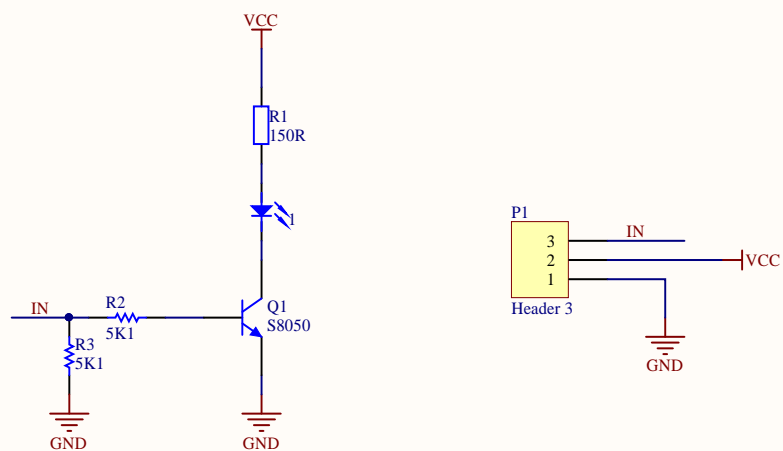 VCC
R1
150R
1
IN
R2
5K1
R3
5K1
Q1
S8050
GND
GND
P1
3
2
1
IN
VCC
Header 3
GND